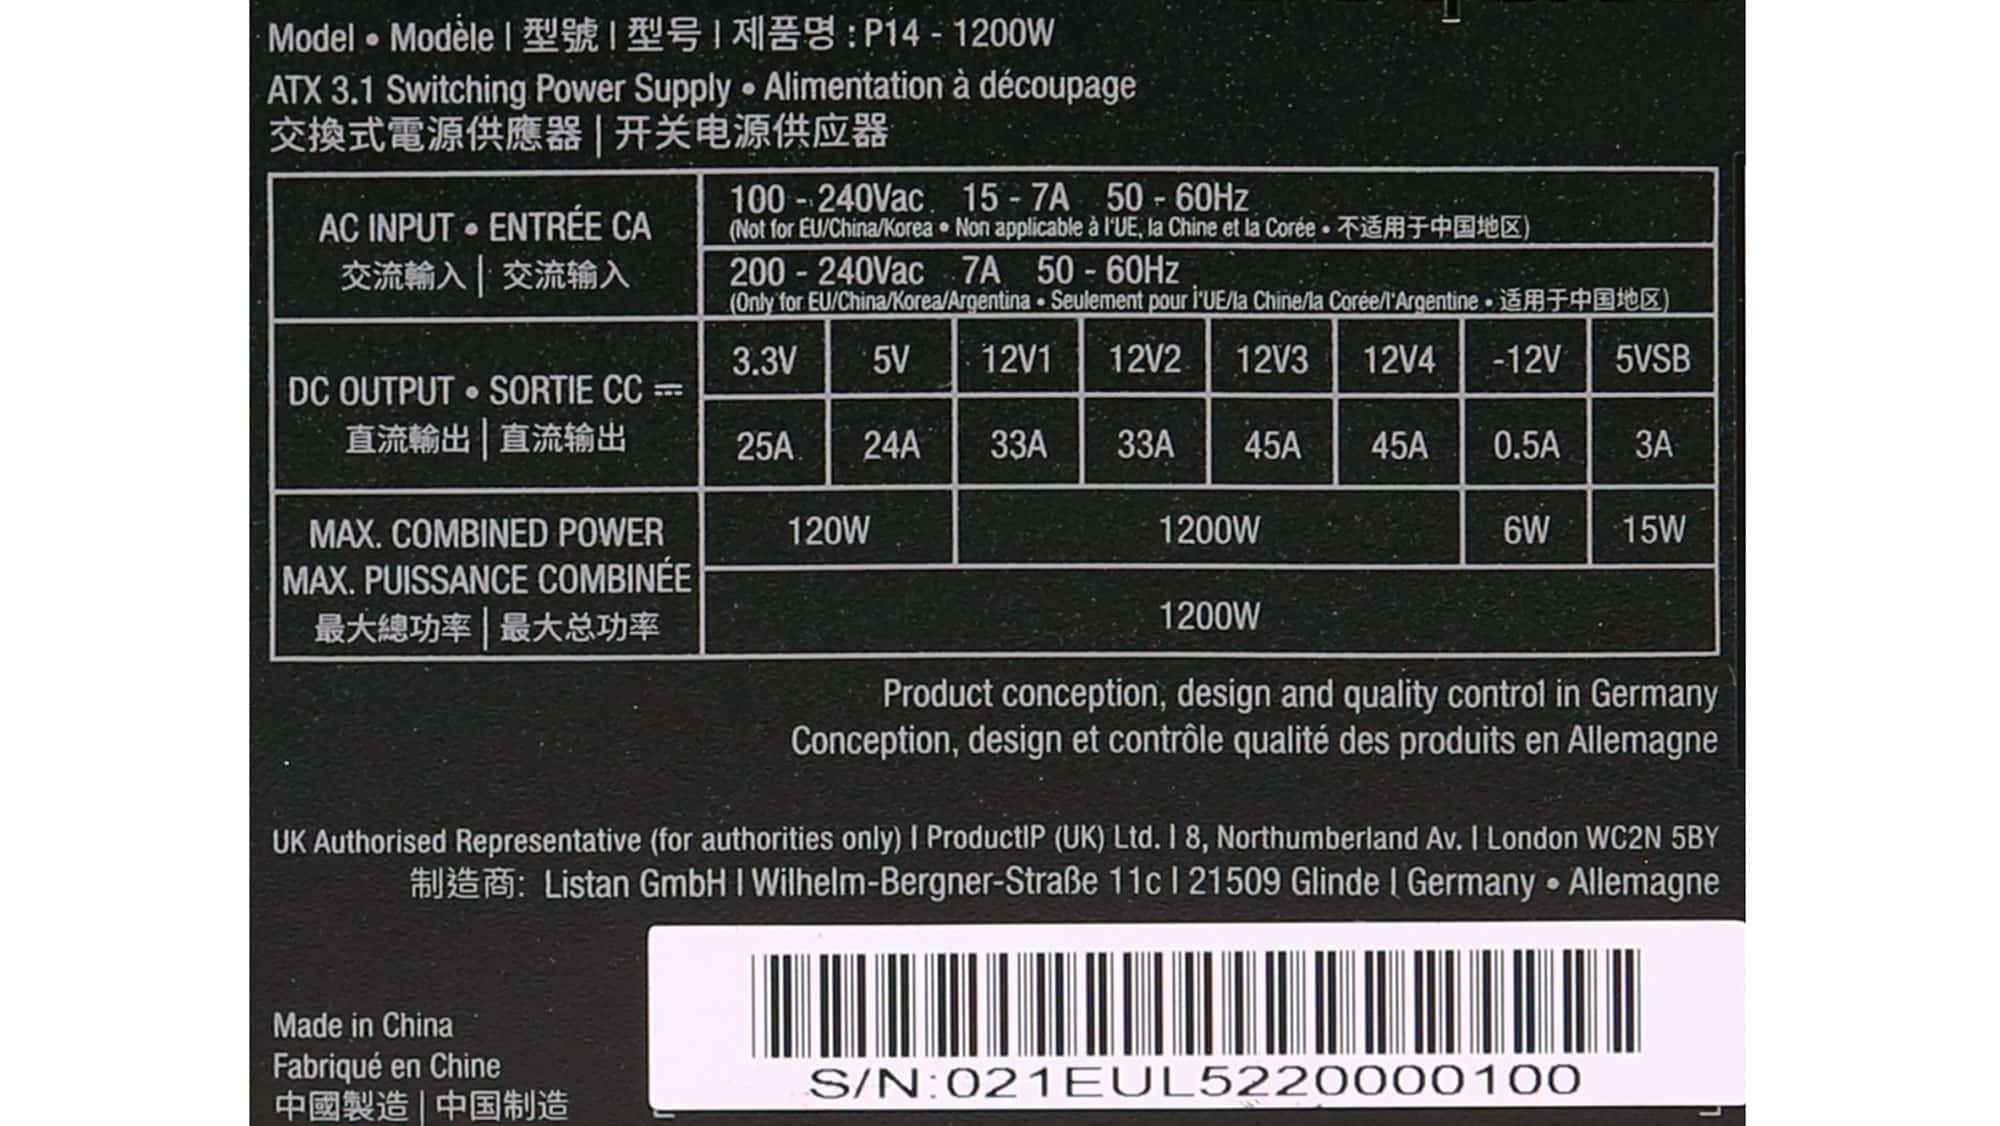 Model • Modèle | 型號 | 型号 | 제품명 : P14 - 1200W
ATX 3.1 Switching Power Supply • Alimentation à découpage
交換式電源供應器 | 开关电源供应器
AC INPUT • ENTRÉE CA
交流輸入 | 交流输入
100 - 240Vac 15 - 7A 50 - 60Hz
(Not for EU/China/Korea • Non applicable à l'UE, la Chine et la Corée • 不适用于中国地区)
200 - 240Vac 7A 50 - 60Hz
(Only for EU/China/Korea/Argentina • Seulement pour l'UE/la Chine/la Corée/l'Argentine • 适用于中国地区)
DC OUTPUT • SORTIE CC ⎓
直流輸出 | 直流输出
3.3V 5V 12V1 12V2 12V3 12V4 -12V 5VSB
25A 24A 33A 33A 45A 45A 0.5A 3A
MAX. COMBINED POWER
MAX. PUISSANCE COMBINÉE
最大總功率 | 最大总功率
120W 1200W 6W 15W
1200W
Product conception, design and quality control in Germany
Conception, design et contrôle qualité des produits en Allemagne
UK Authorised Representative (for authorities only) | ProductIP (UK) Ltd. | 8, Northumberland Av. | London WC2N 5BY
制造商: Listan GmbH | Wilhelm-Bergner-Straße 11c | 21509 Glinde | Germany • Allemagne
Made in China
Fabriqué en Chine
中國製造 | 中国制造
S/N:021EUL5220000100